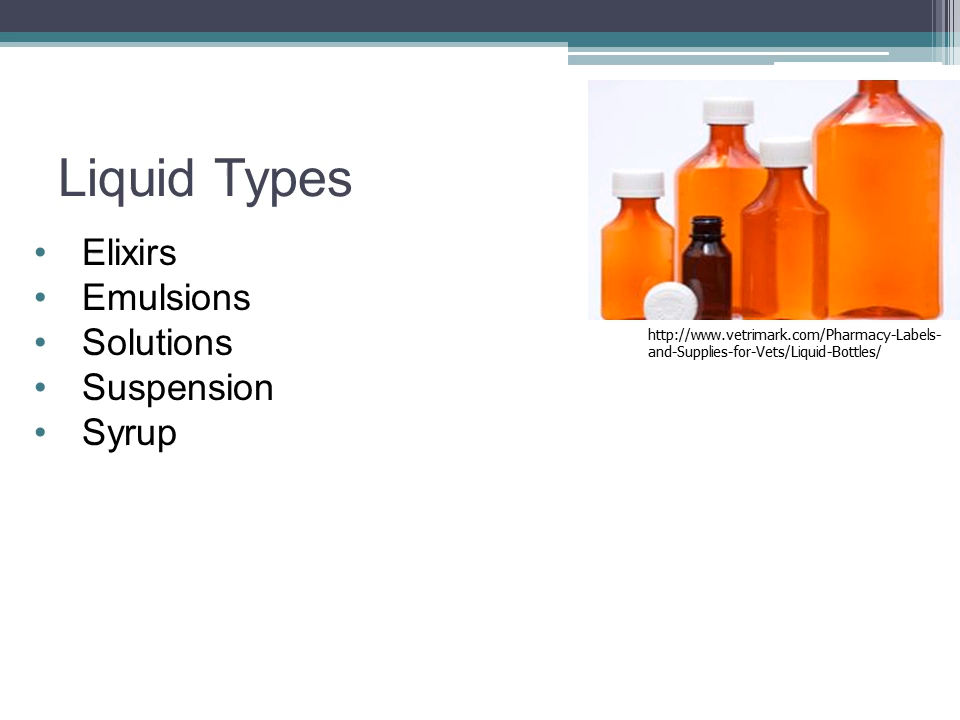 Liquid Types
• Elixirs
• Emulsions
• Solutions
• Suspension
• Syrup
http://www.vetrimark.com/Pharmacy-Labels-
and-Supplies-for-Vets/Liquid-Bottles/